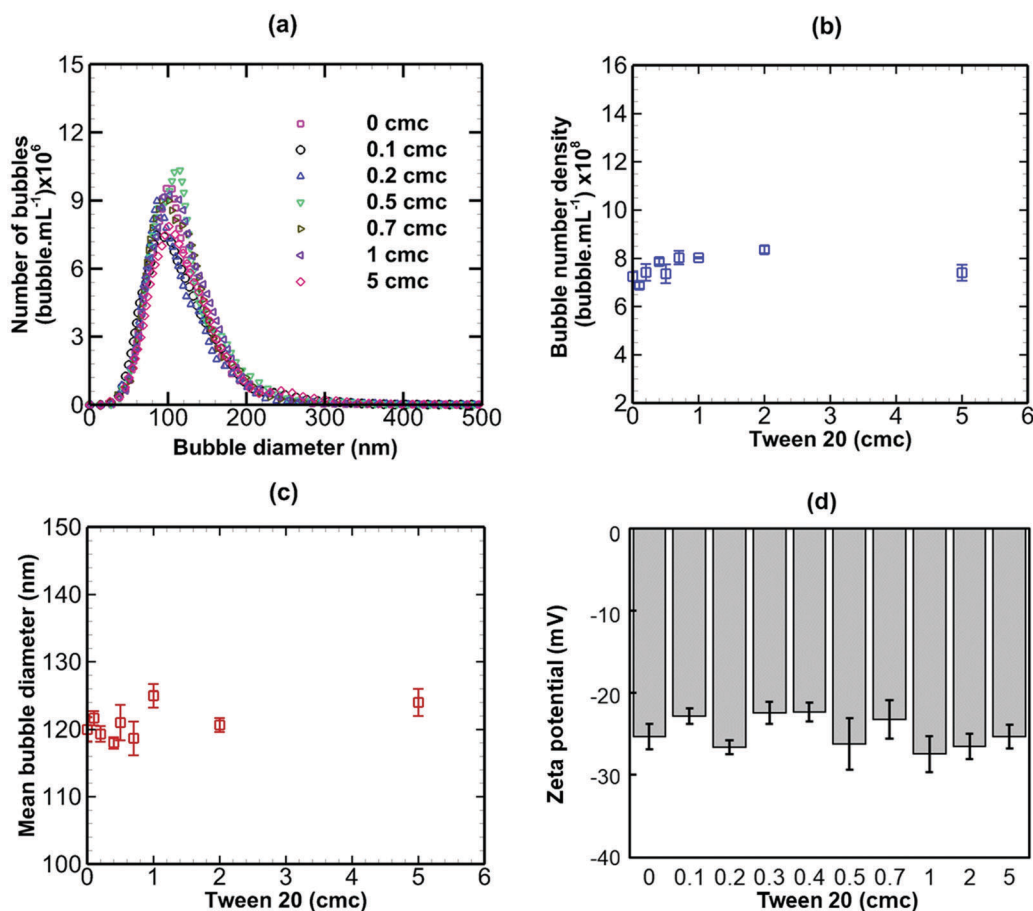 (a)
15
12
9
6
3
0
Number of bubbles
(bubble.mL⁻¹)x10⁶
0 cmc
0.1 cmc
0.2 cmc
0.5 cmc
0.7 cmc
1 cmc
5 cmc
0 100 200 300 400 500
Bubble diameter (nm)
(b)
16
14
12
10
8
6
4
2
Bubble number density
(bubble.mL⁻¹) x10⁸
0 1 2 3 4 5 6
Tween 20 (cmc)
(c)
150
140
130
120
110
100
Mean bubble diameter (nm)
0 1 2 3 4 5 6
Tween 20 (cmc)
(d)
0
-10
-20
-30
-40
Zeta potential (mV)
0 0.1 0.2 0.3 0.4 0.5 0.7 1 2 5
Tween 20 (cmc)